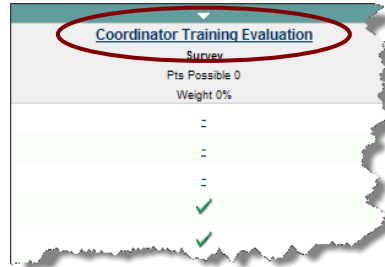 Coordinator Training Evaluation
Survey
Pts Possible 0
Weight 0%
-
-
-
✓
✓